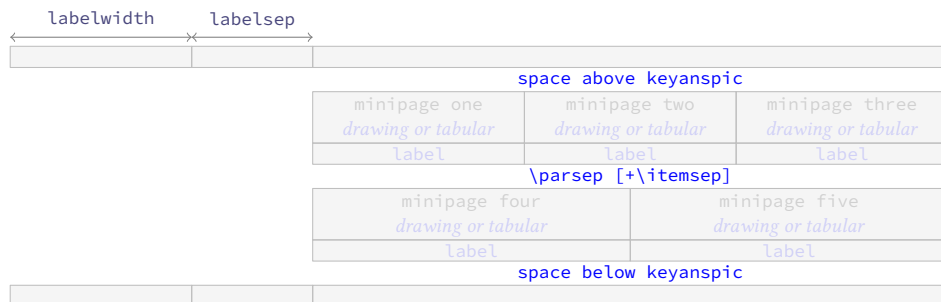 labelwidth labelsep
space above keyanspic
minipage one minipage two minipage three
drawing or tabular drawing or tabular drawing or tabular
label label label
\parsep [+\itemsep]
minipage four minipage five
drawing or tabular drawing or tabular
label label
space below keyanspic